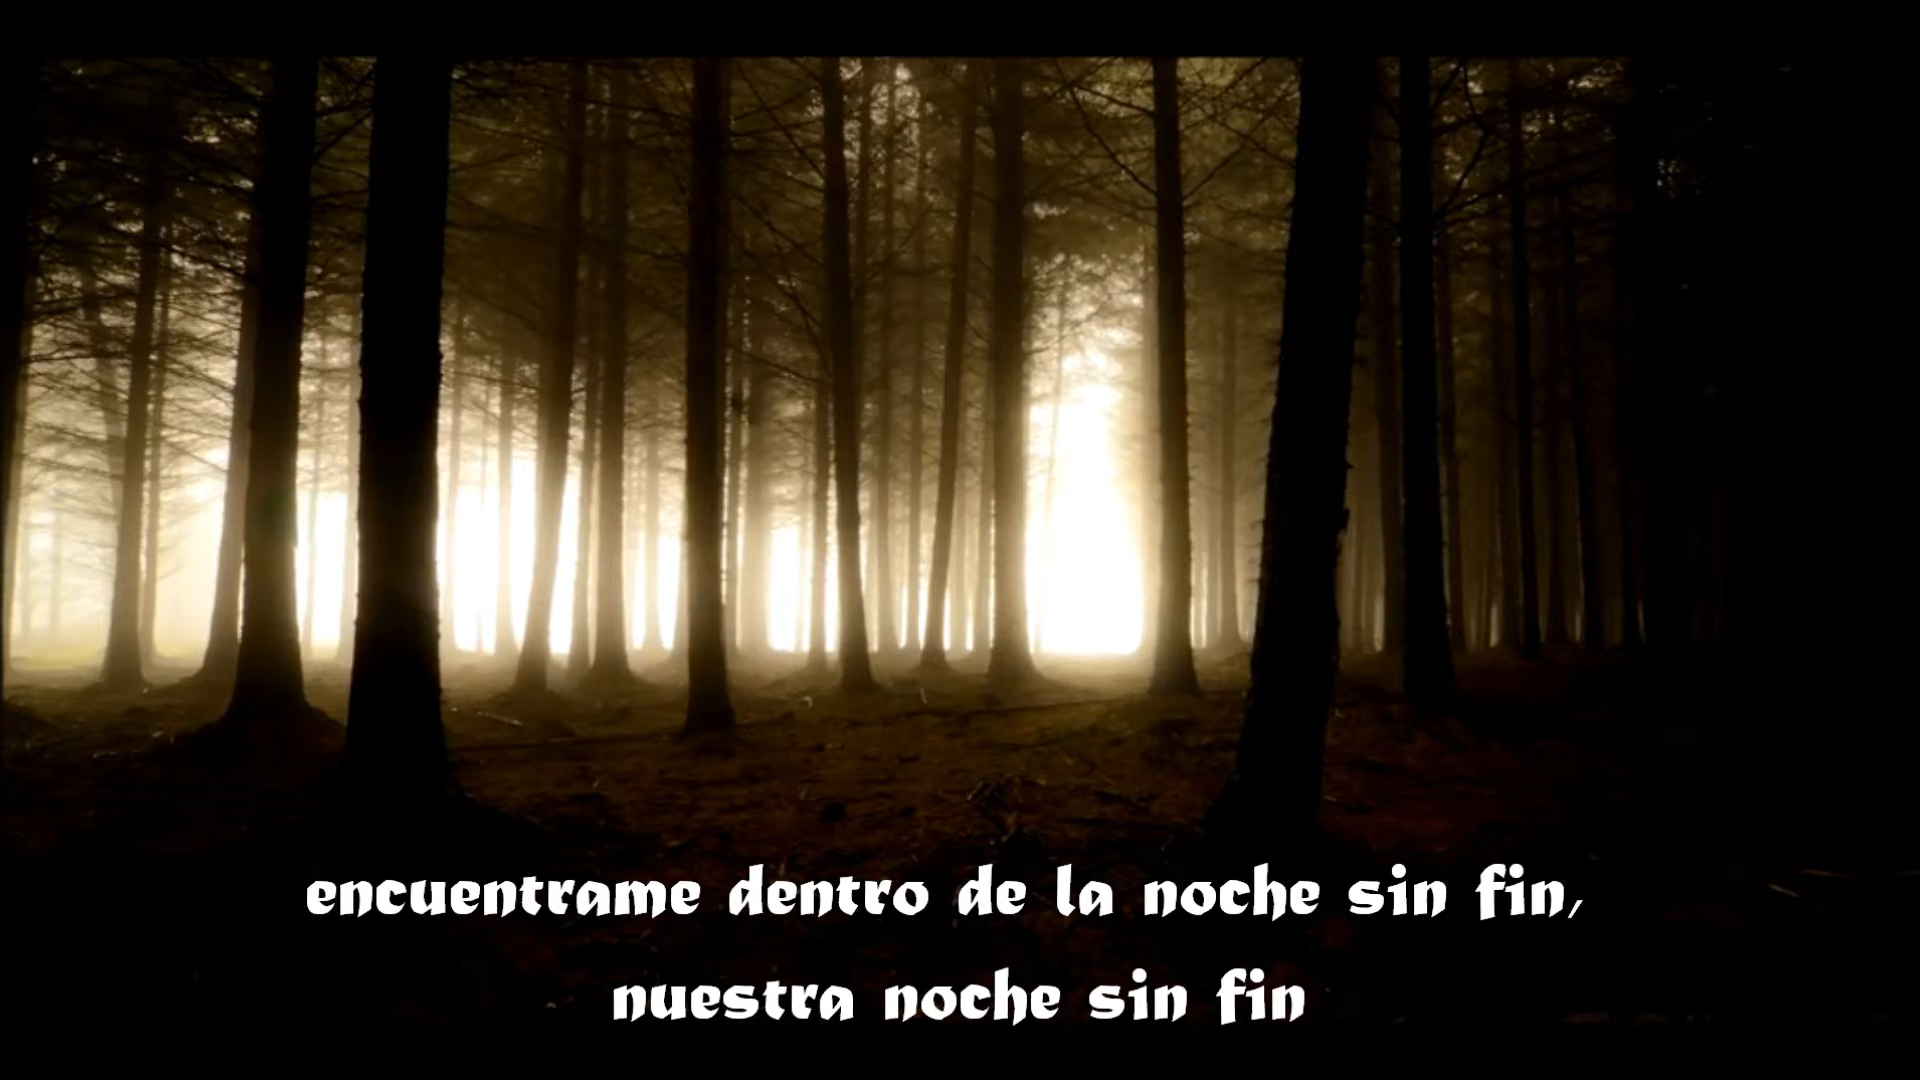 encuentrame dentro de la noche sin fin,
nuestra noche sin fin